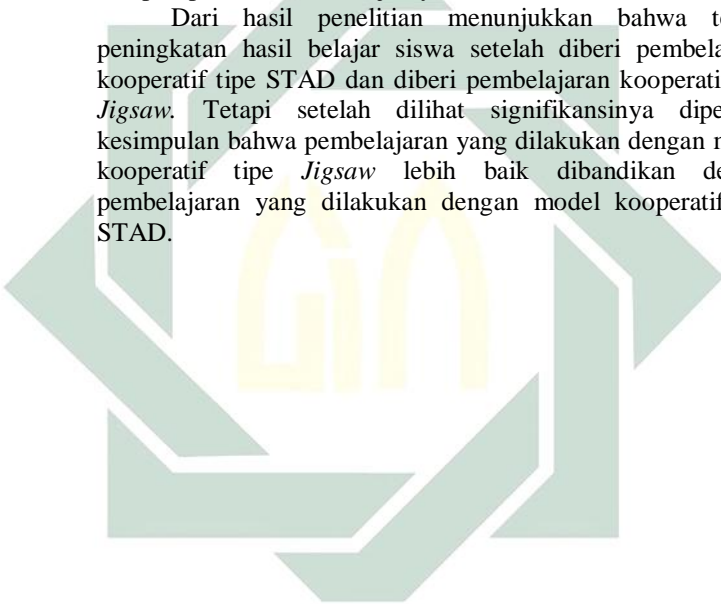 Dari hasil penelitian menunjukkan bahwa
peningkatan hasil belajar siswa setelah diberi
kooperatif tipe STAD dan diberi pembelajaran
Jigsaw. Tetapi setelah dilihat signifikansinya
kesimpulan bahwa pembelajaran yang dilakukan dengan
kooperatif tipe Jigsaw lebih baik dibandikan
pembelajaran yang dilakukan dengan model kooperatif
STAD.